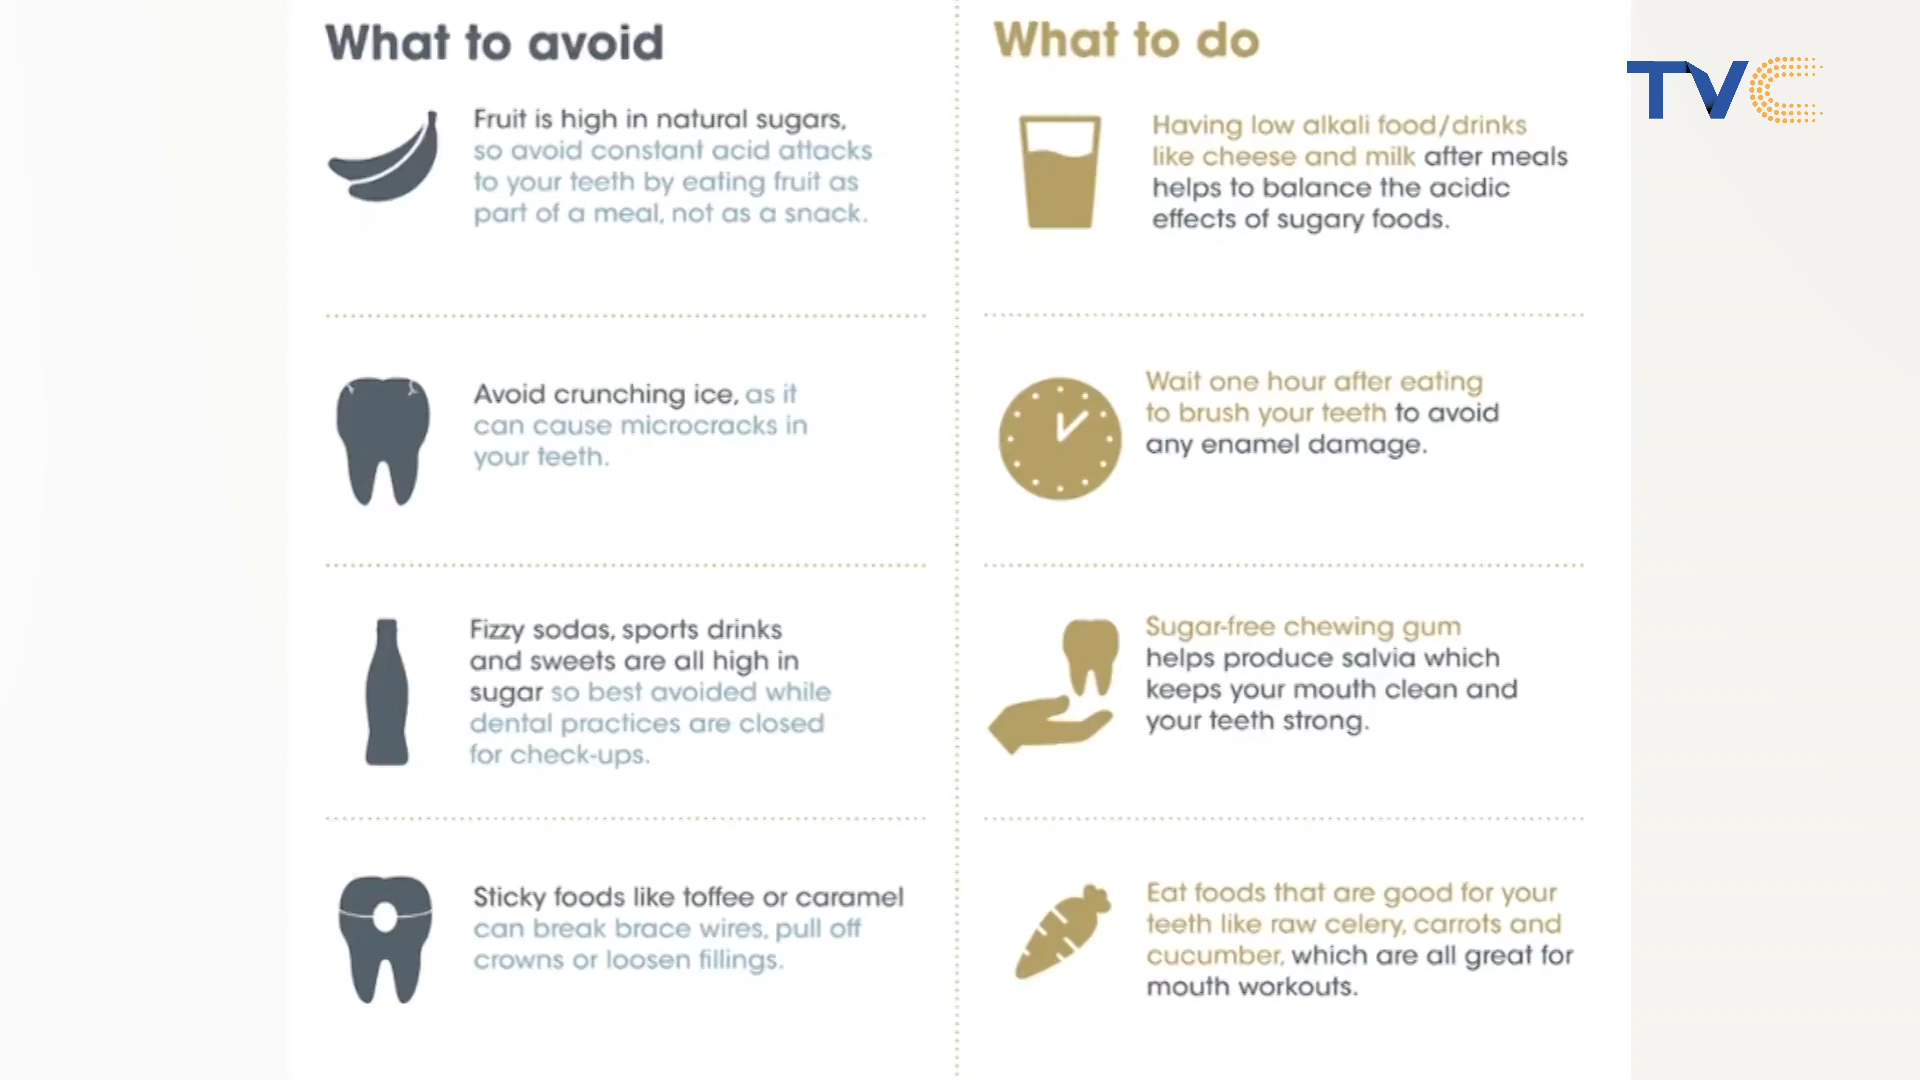 What to avoid
Fruit is high in natural sugars,
so avoid constant acid attacks
to your teeth by eating fruit as
part of a meal, not as a snack.
Avoid crunching ice, as it
can cause microcracks in
your teeth.
Fizzy sodas, sports drinks
and sweets are all high in
sugar so best avoided while
dental practices are closed
for check-ups.
Sticky foods like toffee or caramel
can break brace wires, pull off
crowns or loosen fillings.
What to do
Having low alkali food/drinks
like cheese and milk after meals
helps to balance the acidic
effects of sugary foods.
Wait one hour after eating
to brush your teeth to avoid
any enamel damage.
Sugar-free chewing gum
helps produce salvia which
keeps your mouth clean and
your teeth strong.
Eat foods that are good for your
teeth like raw celery, carrots and
cucumber, which are all great for
mouth workouts.
TVC